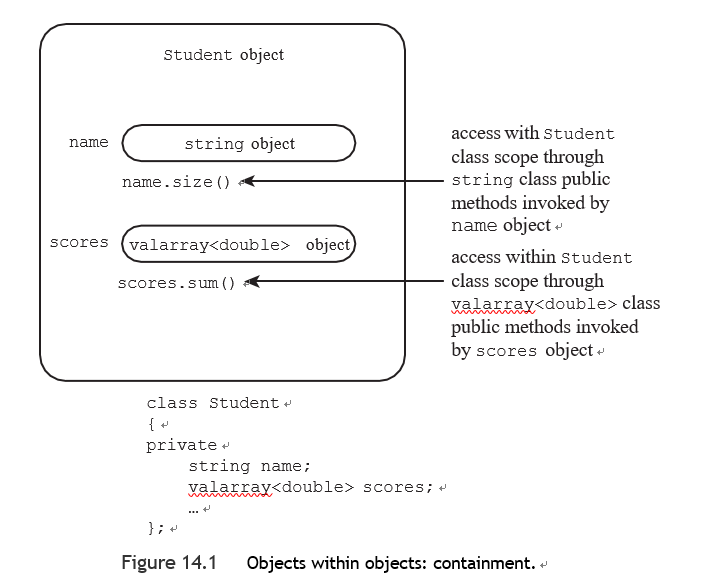 Student object
name
string object
name.size()
access with Student
class scope through
string class public
methods invoked by
name object
scores
valarray<double> object
scores.sum()
access within Student
class scope through
valarray<double> class
public methods invoked
by scores object
class Student
{
private
string name;
valarray<double> scores;
…
};
Figure 14.1 Objects within objects: containment.